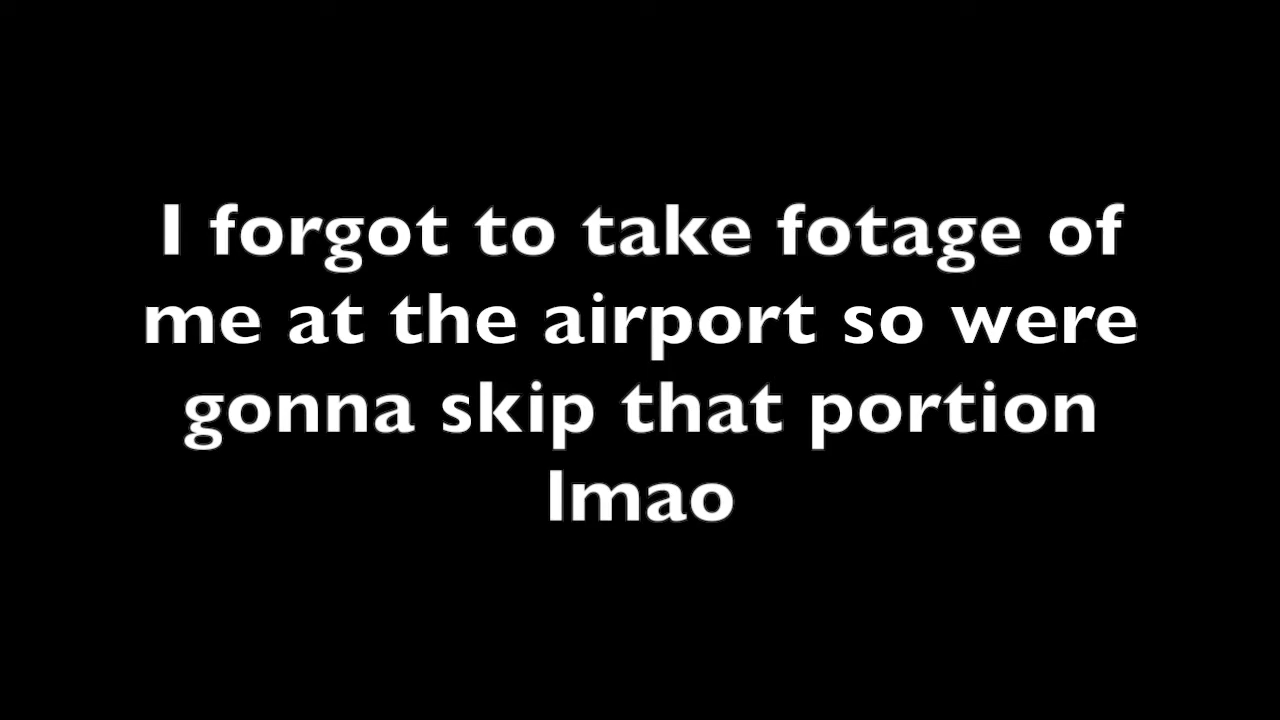 I forgot to take fotage of
me at the airport so were
gonna skip that portion
lmao